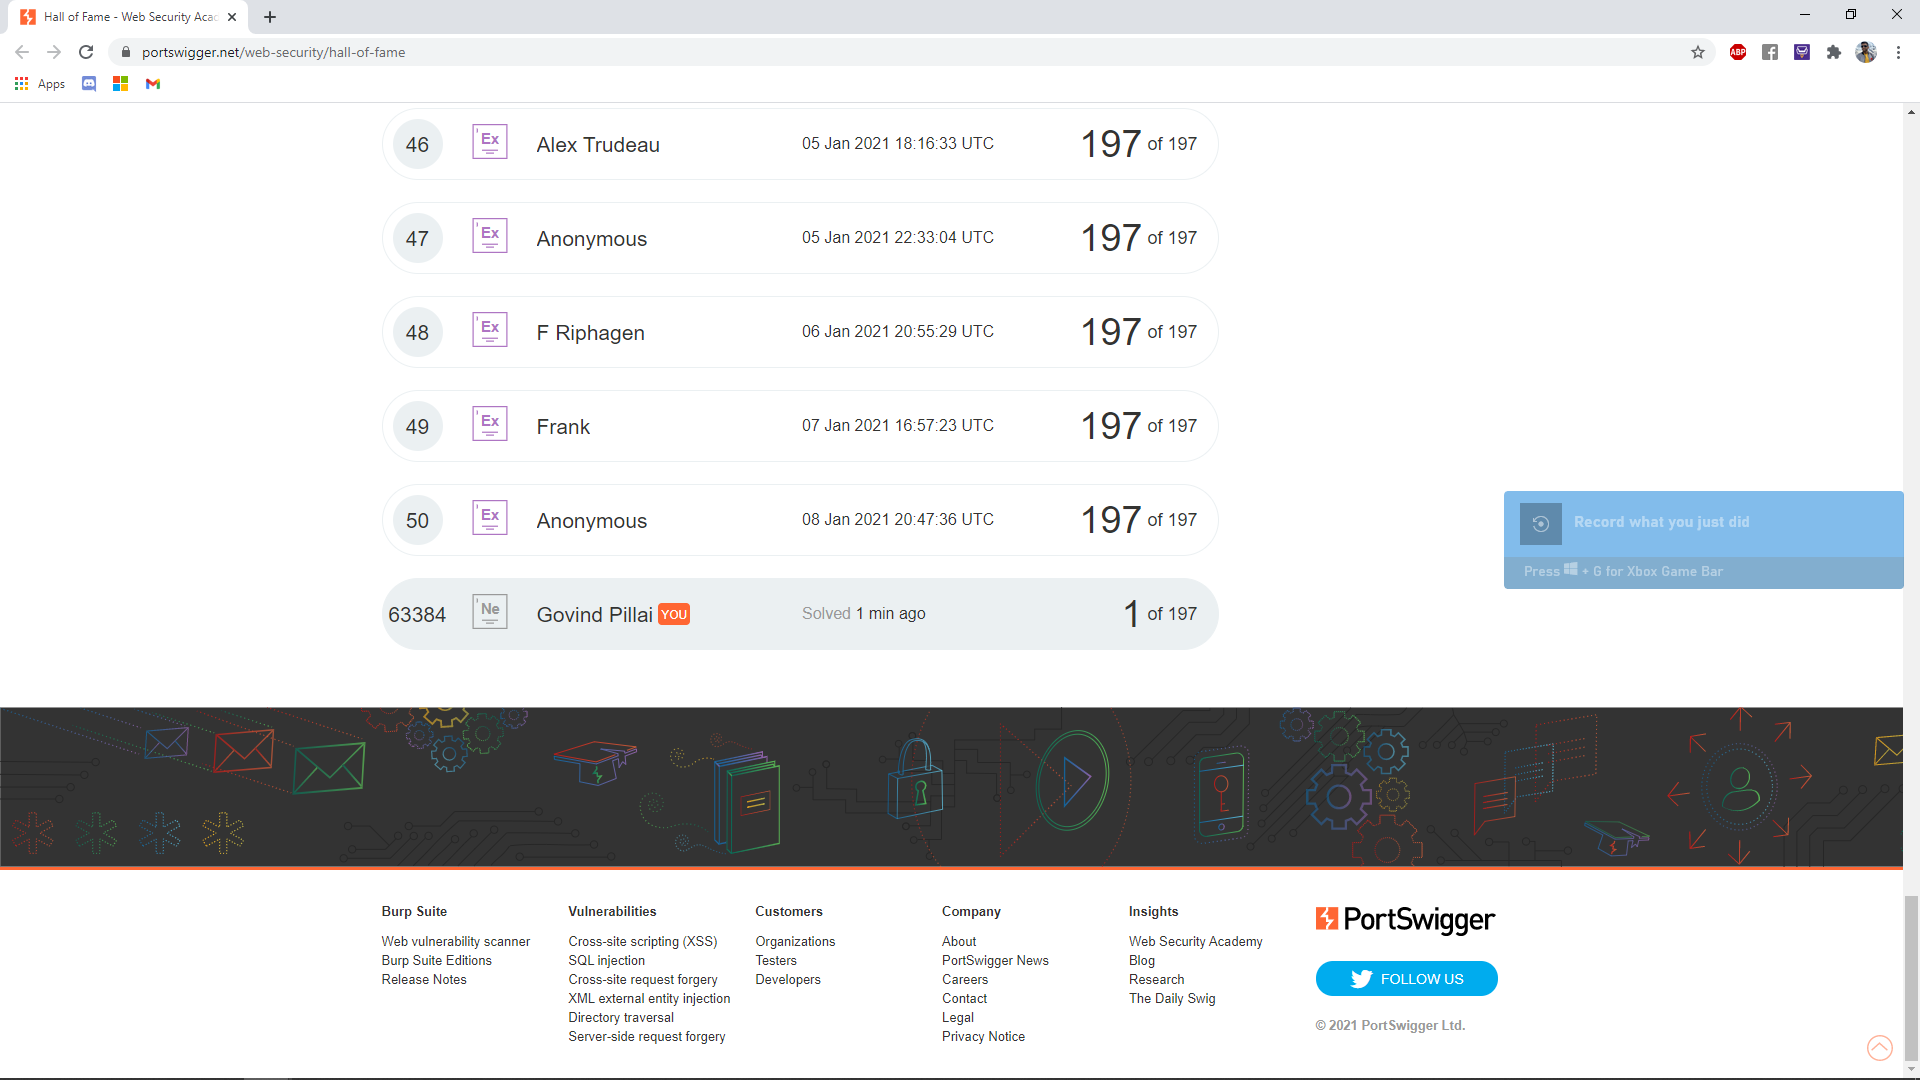 Hall of Fame - Web Security Acad
portswigger.net/web-security/hall-of-fame
ABP
Apps
46 Ex Alex Trudeau 05 Jan 2021 18:16:33 UTC 197 of 197
47 Ex Anonymous 05 Jan 2021 22:33:04 UTC 197 of 197
48 Ex F Riphagen 06 Jan 2021 20:55:29 UTC 197 of 197
49 Ex Frank 07 Jan 2021 16:57:23 UTC 197 of 197
50 Ex Anonymous 08 Jan 2021 20:47:36 UTC 197 of 197
63384 Ne Govind Pillai YOU Solved 1 min ago 1 of 197
Record what you just did
Press + G for Xbox Game Bar
Burp Suite
Web vulnerability scanner
Burp Suite Editions
Release Notes
Vulnerabilities
Cross-site scripting (XSS)
SQL injection
Cross-site request forgery
XML external entity injection
Directory traversal
Server-side request forgery
Customers
Organizations
Testers
Developers
Company
About
PortSwigger News
Careers
Contact
Legal
Privacy Notice
Insights
Web Security Academy
Blog
Research
The Daily Swig
PortSwigger
FOLLOW US
© 2021 PortSwigger Ltd.